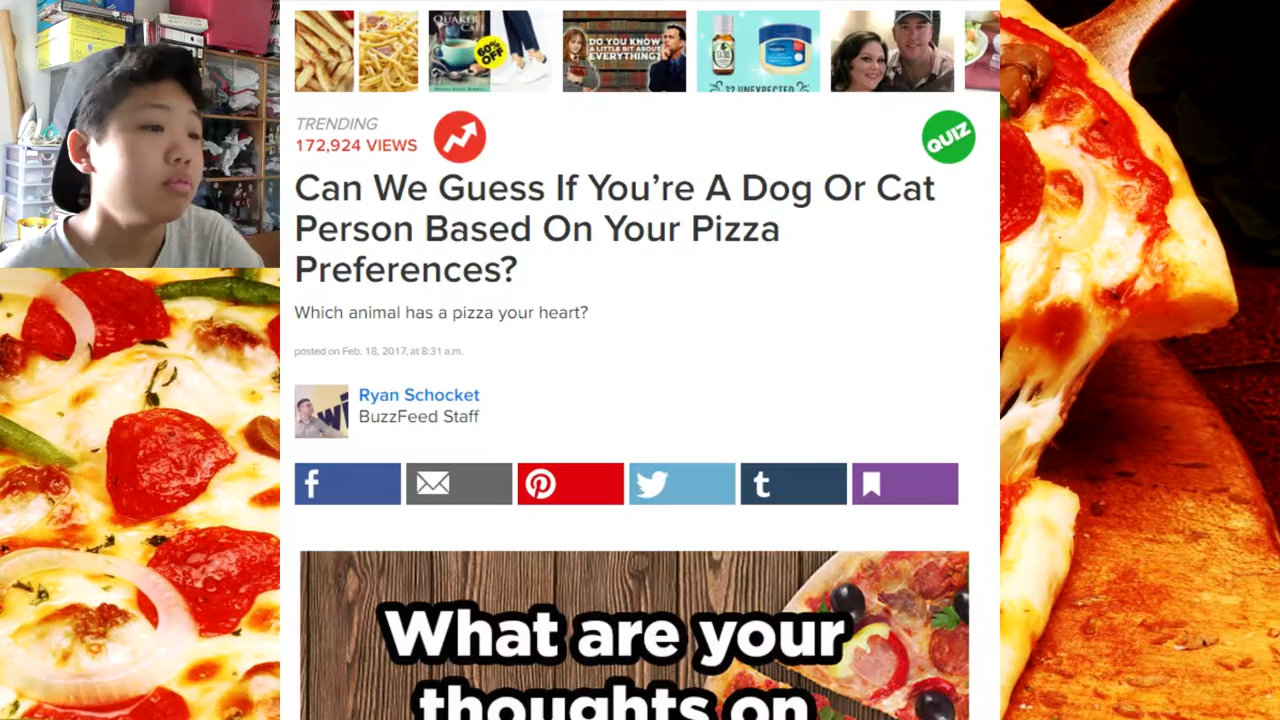 QUAKER
60% OFF
DO YOU KNOW
A LITTLE BIT ABOUT
EVERYTHING?
32 UNEXPECTED
TRENDING
172,924 VIEWS
QUIZ
Can We Guess If You’re A Dog Or Cat
Person Based On Your Pizza
Preferences?
Which animal has a pizza your heart?
posted on Feb. 18, 2017, at 8:31 a.m.
Ryan Schocket
BuzzFeed Staff
What are your
thoughts on